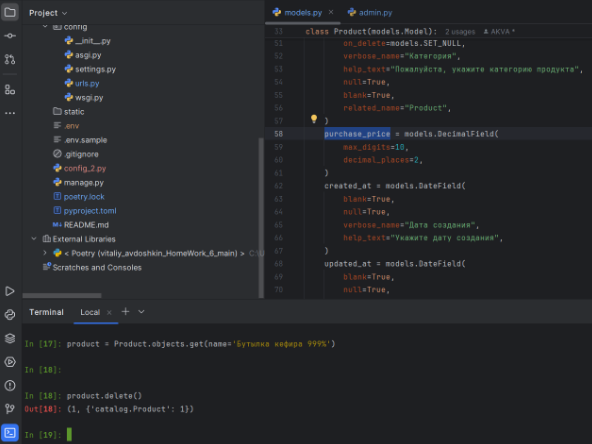 Project
models.py
admin.py
config
__init__.py
asgi.py
settings.py
urls.py
wsgi.py
static
.env
.env.sample
.gitignore
config_2.py
manage.py
poetry.lock
pyproject.toml
README.md
External Libraries
< Poetry (vitaliy_avdoshkin_HomeWork_6_main) > C:\U
Scratches and Consoles
33 class Product(models.Model): 2 usages AKVA *
51 on_delete=models.SET_NULL,
52 verbose_name="Категория",
53 help_text="Пожалуйста, укажите категорию продукта",
54 null=True,
55 blank=True,
56 related_name="Product",
57 )
58 purchase_price = models.DecimalField(
59 max_digits=10,
60 decimal_places=2,
61 )
62 created_at = models.DateField(
63 blank=True,
64 null=True,
65 verbose_name="Дата создания",
66 help_text="Укажите дату создания",
67 )
68 updated_at = models.DateField(
69 blank=True,
70 null=True,
Terminal Local
In [17]: product = Product.objects.get(name='Бутылка кефира 999%')
In [18]:
In [18]: product.delete()
Out[18]: (1, {'catalog.Product': 1})
In [19]: